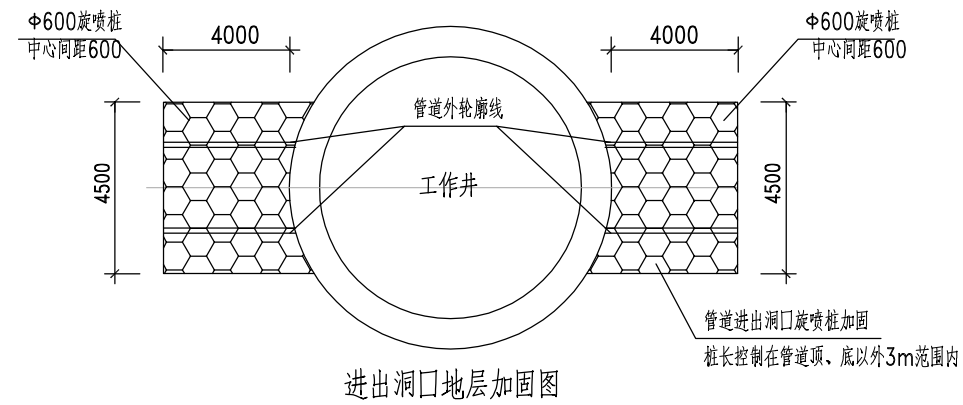 Φ600旋喷桩
中心间距600
4000
4000
Φ600旋喷桩
中心间距600
管道外轮廓线
4500
工作井
4500
管道进出洞口旋喷桩加固
桩长控制在管道顶、底以外3m范围内
进出洞口地层加固图